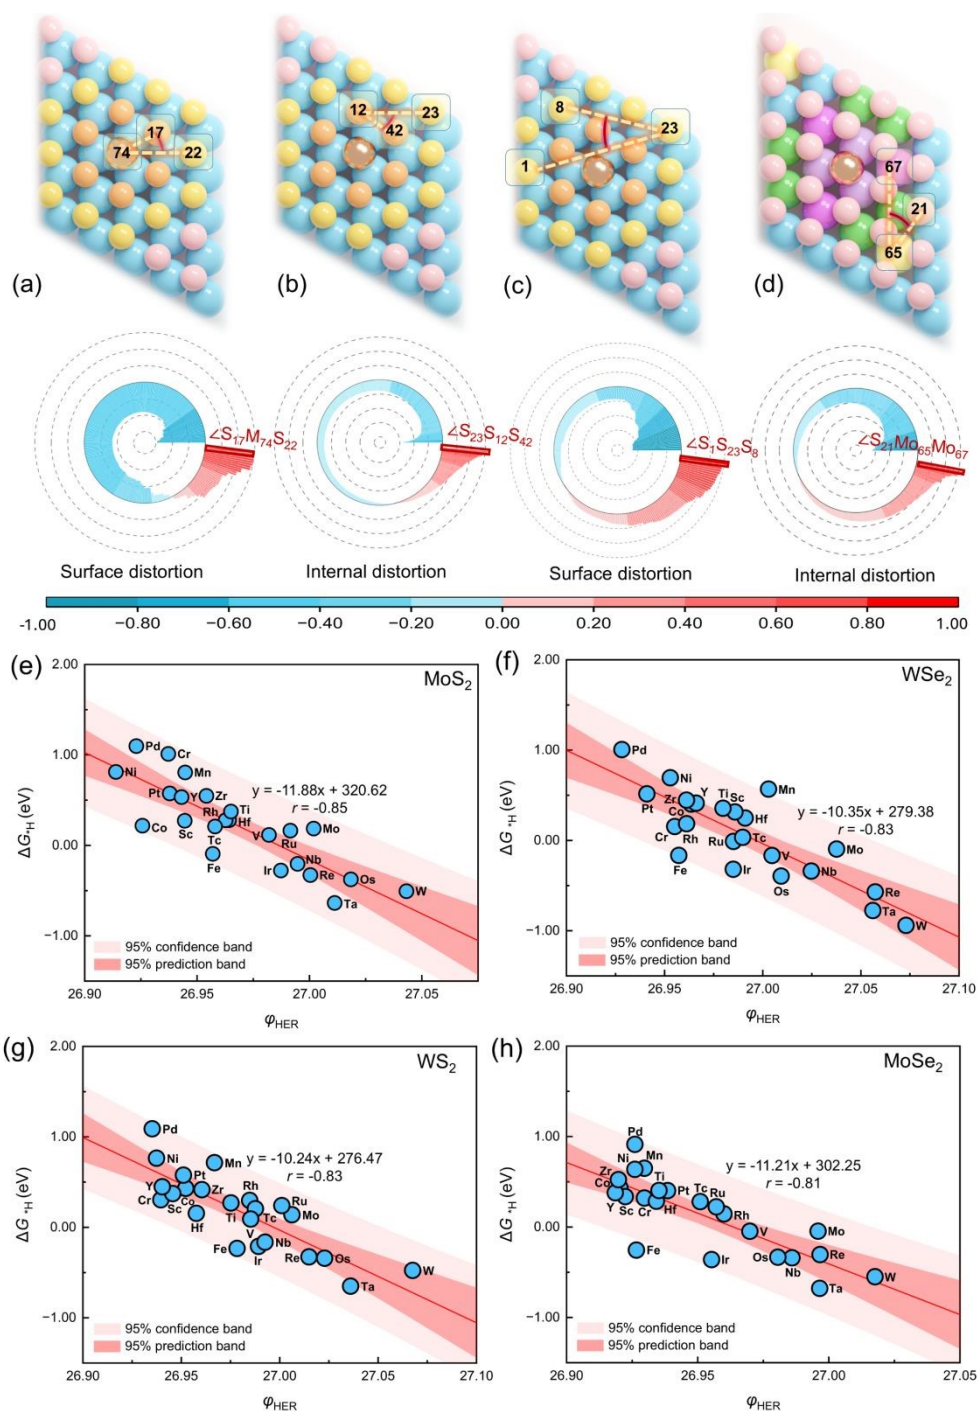 17
74
22
12
23
42
8
23
1
67
21
65
(a)
(b)
(c)
(d)
∠S17M74S22
∠S23S12S42
∠S1S23S8
∠S21Mo65Mo67
Surface distortion
Internal distortion
Surface distortion
Internal distortion
-1.00 −0.80 −0.60 −0.40 −0.20 0.00 0.20 0.40 0.60 0.80 1.00
(e)
MoS2
2.00
1.00
0.00
−1.00
ΔG*H (eV)
Pd
Cr
Ni
Mn
Pt
Y
Zr
Co
Sc
Rh
Ti
Hf
Tc
Fe
V
Ru
Mo
Ir
Nb
Re
Os
Ta
W
y = -11.88x + 320.62
r = -0.85
95% confidence band
95% prediction band
26.90 26.95 27.00 27.05
φHER
(f)
WSe2
2.00
1.00
0.00
−1.00
ΔG*H (eV)
Pd
Ni
Pt
Zr
Co
Y
Ti
Sc
Mn
Hf
Cr
Rh
Ru
Tc
Fe
Ir
V
Os
Mo
Nb
Re
Ta
W
y = -10.35x + 279.38
r = -0.83
95% confidence band
95% prediction band
26.90 26.95 27.00 27.05 27.10
φHER
(g)
WS2
2.00
1.00
0.00
−1.00
ΔG*H (eV)
Pd
Ni
Mn
Pt
Y
Cr
Sc
Co
Zr
Hf
Rh
Ti
Tc
V
Ru
Mo
Fe
Ir
Nb
Re
Os
Ta
W
y = -10.24x + 276.47
r = -0.83
95% confidence band
95% prediction band
26.90 26.95 27.00 27.05 27.10
φHER
(h)
MoSe2
2.00
1.00
0.00
−1.00
ΔG*H (eV)
Pd
Ni
Mn
Zr
Co
Y
Sc
Cr
Ti
Hf
Pt
Tc
Ru
Rh
V
Fe
Ir
Os
Nb
Mo
Re
Ta
W
y = -11.21x + 302.25
r = -0.81
95% confidence band
95% prediction band
26.90 26.95 27.00 27.05
φHER